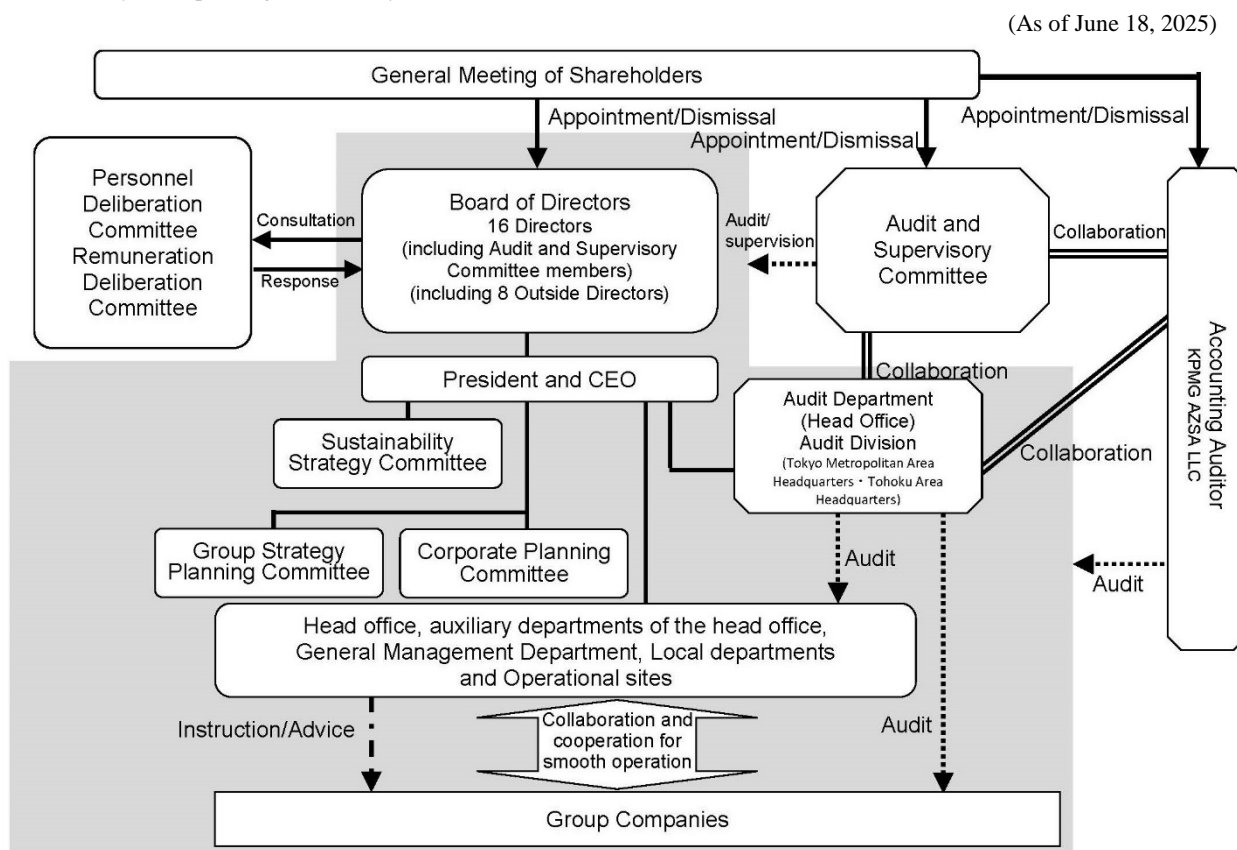 (As of June 18, 2025)
General Meeting of Shareholders
Appointment/Dismissal
Appointment/Dismissal
Appointment/Dismissal
Personnel
Deliberation
Committee
Remuneration
Deliberation
Committee
Consultation
Response
Board of Directors
16 Directors
(including Audit and Supervisory
Committee members)
(including 8 Outside Directors)
Audit/
supervision
Audit and
Supervisory
Committee
Collaboration
Accounting Auditor
KPMG AZSA LLC
President and CEO
Collaboration
Audit Department
(Head Office)
Audit Division
(Tokyo Metropolitan Area
Headquarters・Tohoku Area
Headquarters)
Collaboration
Sustainability
Strategy Committee
Group Strategy
Planning Committee
Corporate Planning
Committee
Audit
Audit
Head office, auxiliary departments of the head office,
General Management Department, Local departments
and Operational sites
Instruction/Advice
Collaboration and
cooperation for
smooth operation
Audit
Group Companies